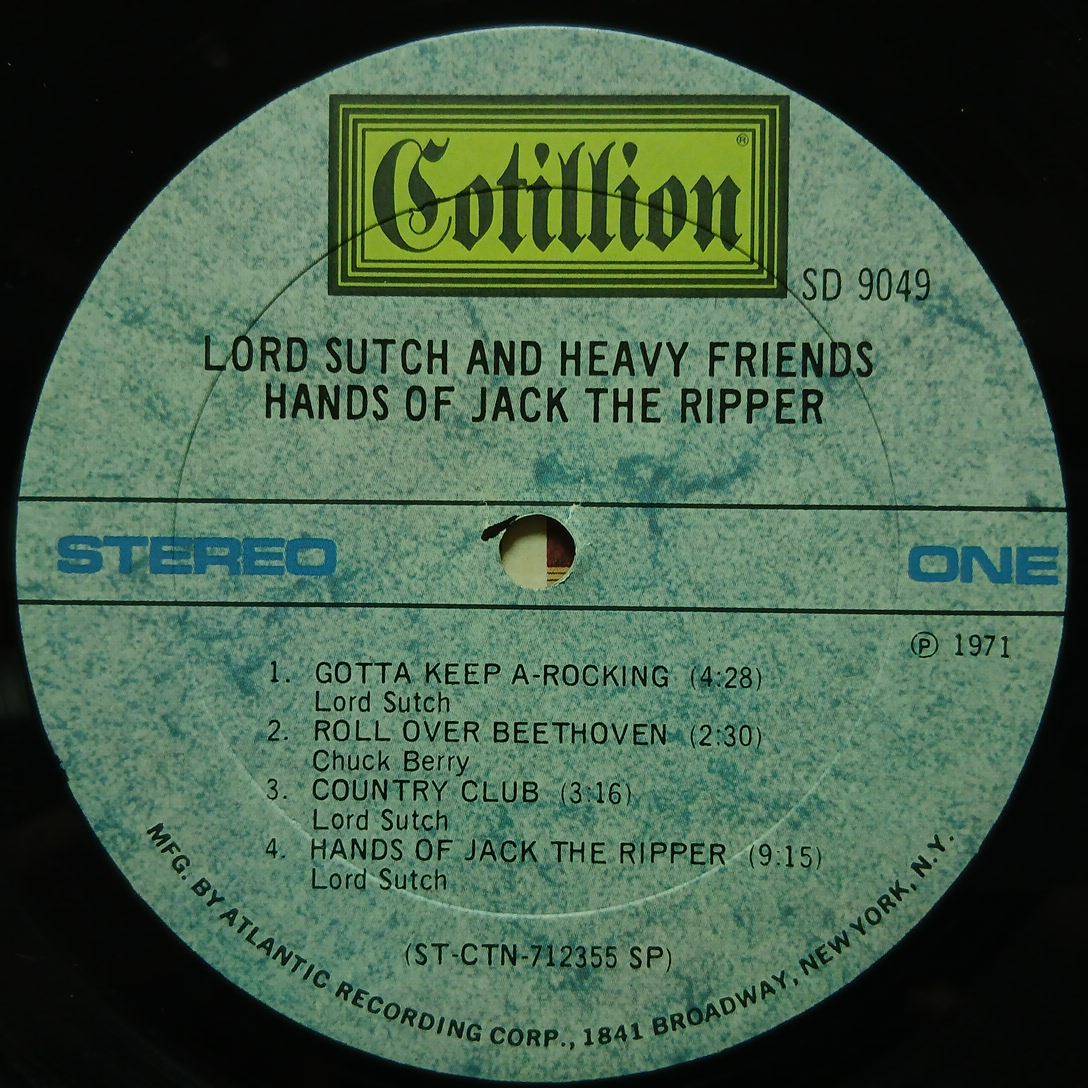 Cotillion ®
SD 9049
LORD SUTCH AND HEAVY FRIENDS
HANDS OF JACK THE RIPPER
STEREO
ONE
℗ 1971
1. GOTTA KEEP A-ROCKING (4:28)
Lord Sutch
2. ROLL OVER BEETHOVEN (2:30)
Chuck Berry
3. COUNTRY CLUB (3:16)
Lord Sutch
4. HANDS OF JACK THE RIPPER (9:15)
Lord Sutch
(ST-CTN-712355 SP)
MFG. BY ATLANTIC RECORDING CORP., 1841 BROADWAY, NEW YORK, N.Y.